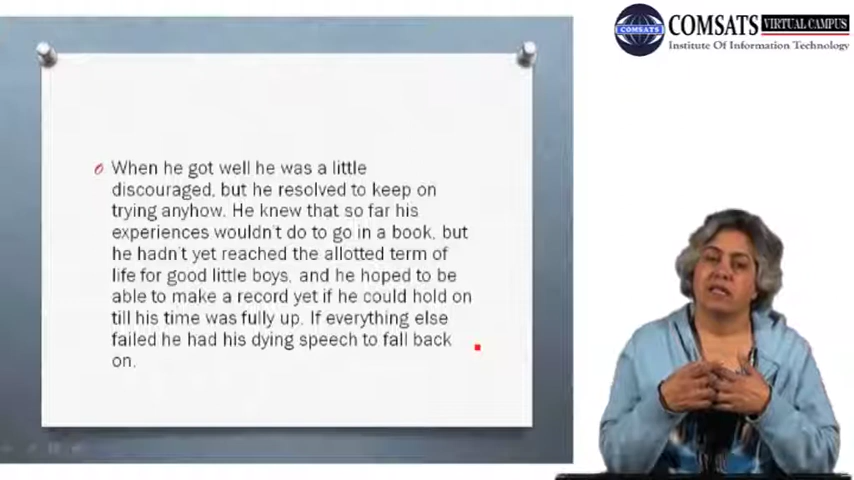 COMSATS VIRTUAL CAMPUS
COMSATS
Institute Of Information Technology
When he got well he was a little
discouraged, but he resolved to keep on
trying anyhow. He knew that so far his
experiences wouldn't do to go in a book, but
he hadn't yet reached the allotted term of
life for good little boys, and he hoped to be
able to make a record yet if he could hold on
till his time was fully up. If everything else
failed he had his dying speech to fall back
on.